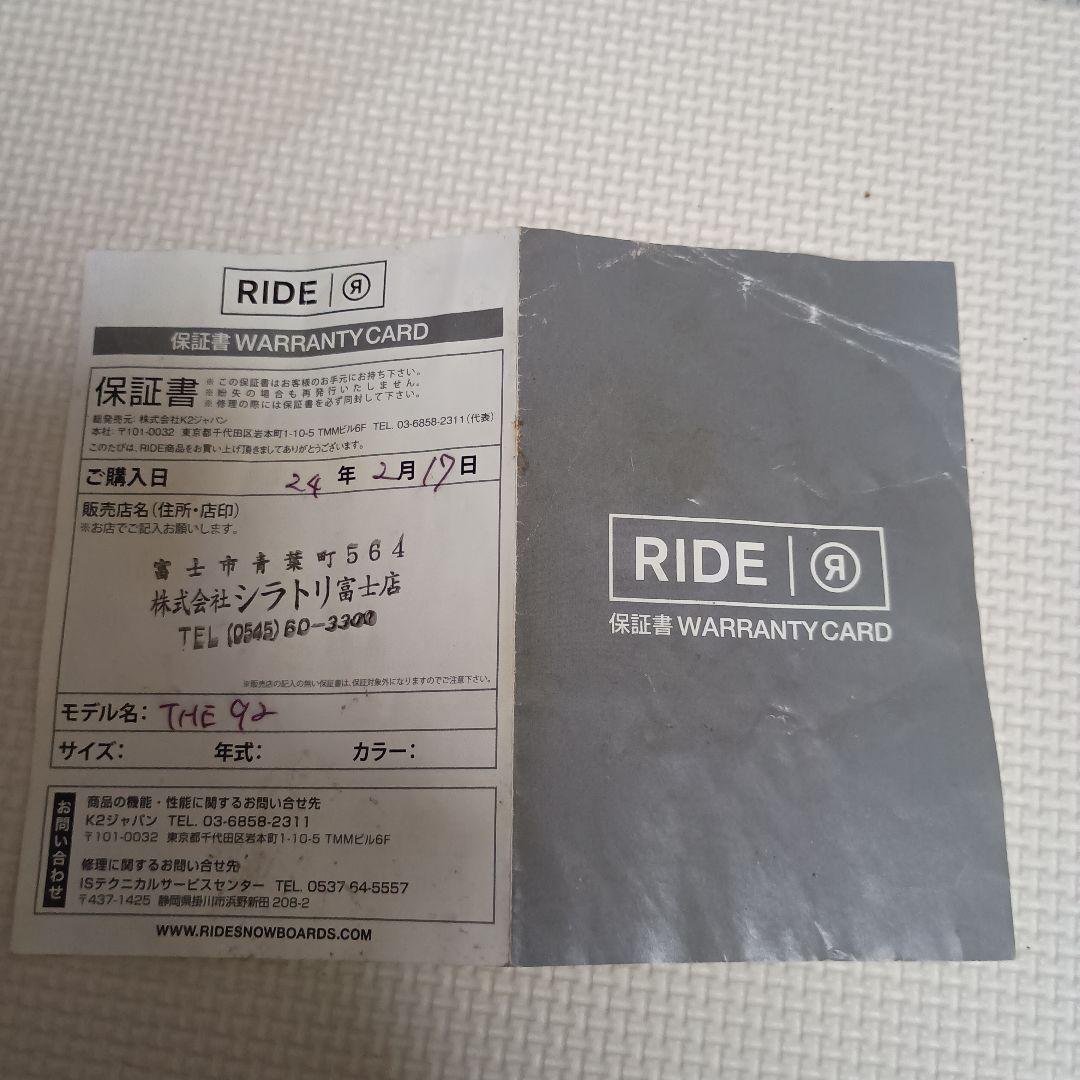 RIDE R
保証書 WARRANTY CARD
保証書
※ この保証書はお客様のお手元にお持ち下さい。
※ 紛失の場合も再発行いたしません。
※ 修理の際には保証書を必ず同封して下さい。
総発売元: 株式会社K2ジャパン
本社: 〒101-0032 東京都千代田区岩本町1-10-5 TMMビル6F TEL. 03-6858-2311(代表)
このたびは、RIDE商品をお買い上げ頂きましてありがとうございます。
ご購入日 24 年 2月 17日
販売店名(住所・店印)
※お店でご記入お願いします。
富士市青葉町564
株式会社シラトリ富士店
TEL (0545) 60-3300
※販売店の記入の無い保証書は、保証対象外になりますのでご注意下さい。
モデル名: THE 92
サイズ: 年式: カラー:
お問い合わせ
商品の機能・性能に関するお問い合せ先
K2ジャパン TEL. 03-6858-2311
〒101-0032 東京都千代田区岩本町1-10-5 TMMビル6F
修理に関するお問い合せ先
ISテクニカルサービスセンター TEL. 0537 64-5557
〒437-1425 静岡県掛川市浜野新田 208-2
WWW.RIDESNOWBOARDS.COM
RIDE R
保証書 WARRANTY CARD